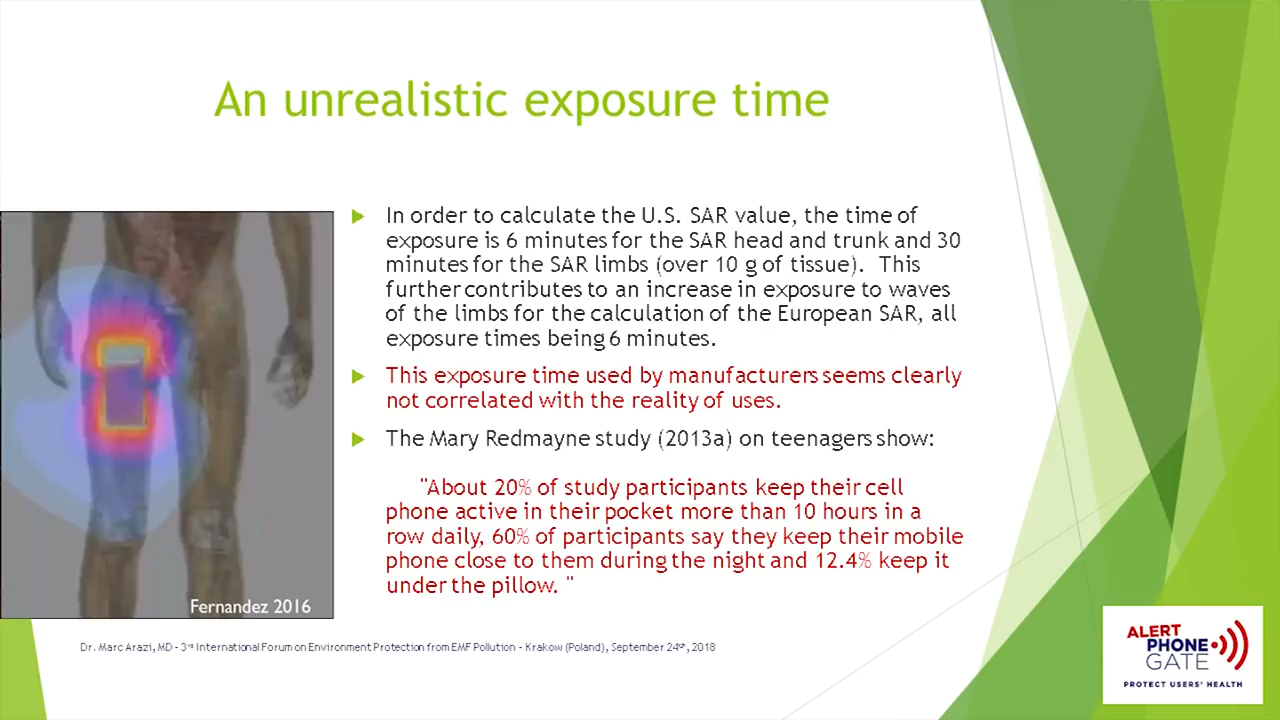 An unrealistic exposure time
In order to calculate the U.S. SAR value, the time of
exposure is 6 minutes for the SAR head and trunk and 30
minutes for the SAR limbs (over 10 g of tissue). This
further contributes to an increase in exposure to waves
of the limbs for the calculation of the European SAR, all
exposure times being 6 minutes.
This exposure time used by manufacturers seems clearly
not correlated with the reality of uses.
The Mary Redmayne study (2013a) on teenagers show:
"About 20% of study participants keep their cell
phone active in their pocket more than 10 hours in a
row daily, 60% of participants say they keep their mobile
phone close to them during the night and 12.4% keep it
under the pillow. "
Fernandez 2016
Dr. Marc Arazi, MD - 3rd International Forum on Environment Protection from EMF Pollution - Krakow (Poland), September 24th, 2018
ALERT
PHONE
GATE
PROTECT USERS' HEALTH